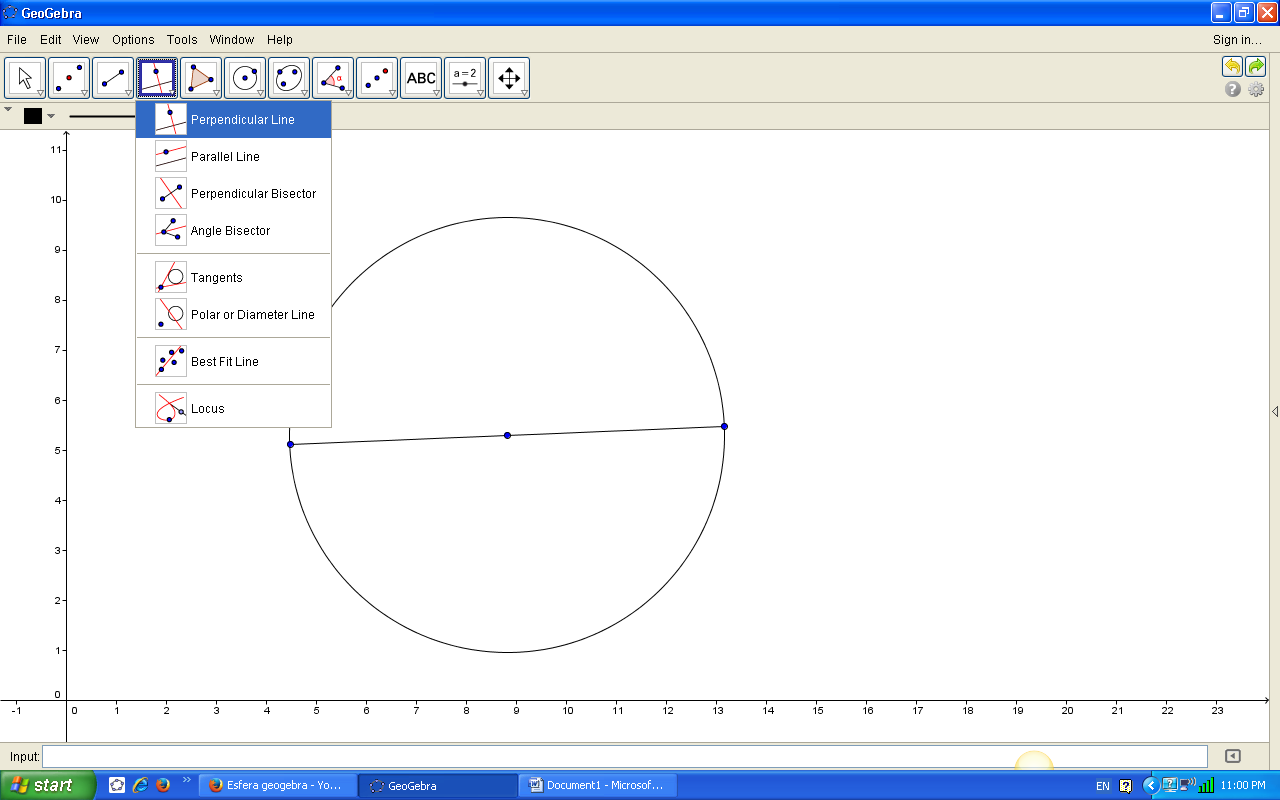 GeoGebra
File Edit View Options Tools Window Help Sign in...
α ABC a=2
?
Perpendicular Line
Parallel Line
Perpendicular Bisector
Angle Bisector
Tangents
Polar or Diameter Line
Best Fit Line
Locus
11
10
9
8
7
6
5
4
3
2
1
0
-1 0 1 2 3 4 5 6 7 8 9 10 11 12 13 14 15 16 17 18 19 20 21 22 23
Input:
start Esfera geogebra - Yo... GeoGebra Document1 - Microsof... EN ? 11:00 PM